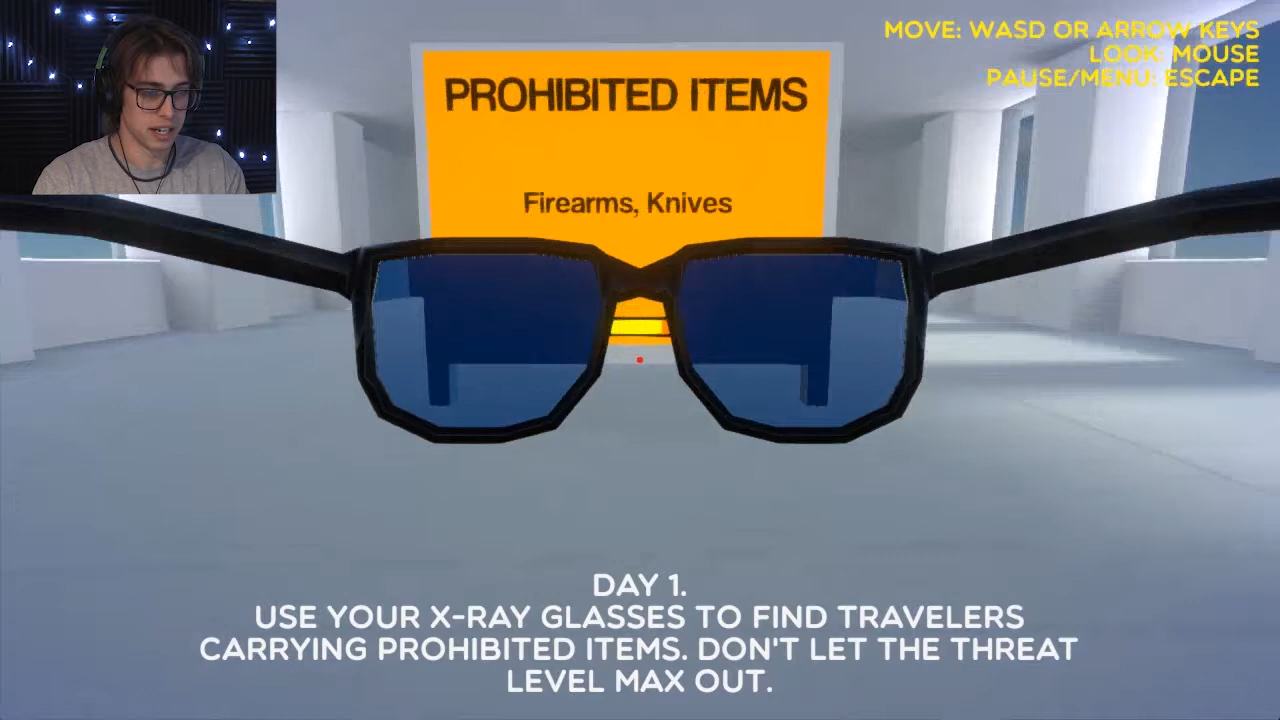 MOVE: WASD OR ARROW KEYS
LOOK: MOUSE
PAUSE/MENU: ESCAPE
PROHIBITED ITEMS
Firearms, Knives
DAY 1.
USE YOUR X-RAY GLASSES TO FIND TRAVELERS
CARRYING PROHIBITED ITEMS. DON'T LET THE THREAT
LEVEL MAX OUT.